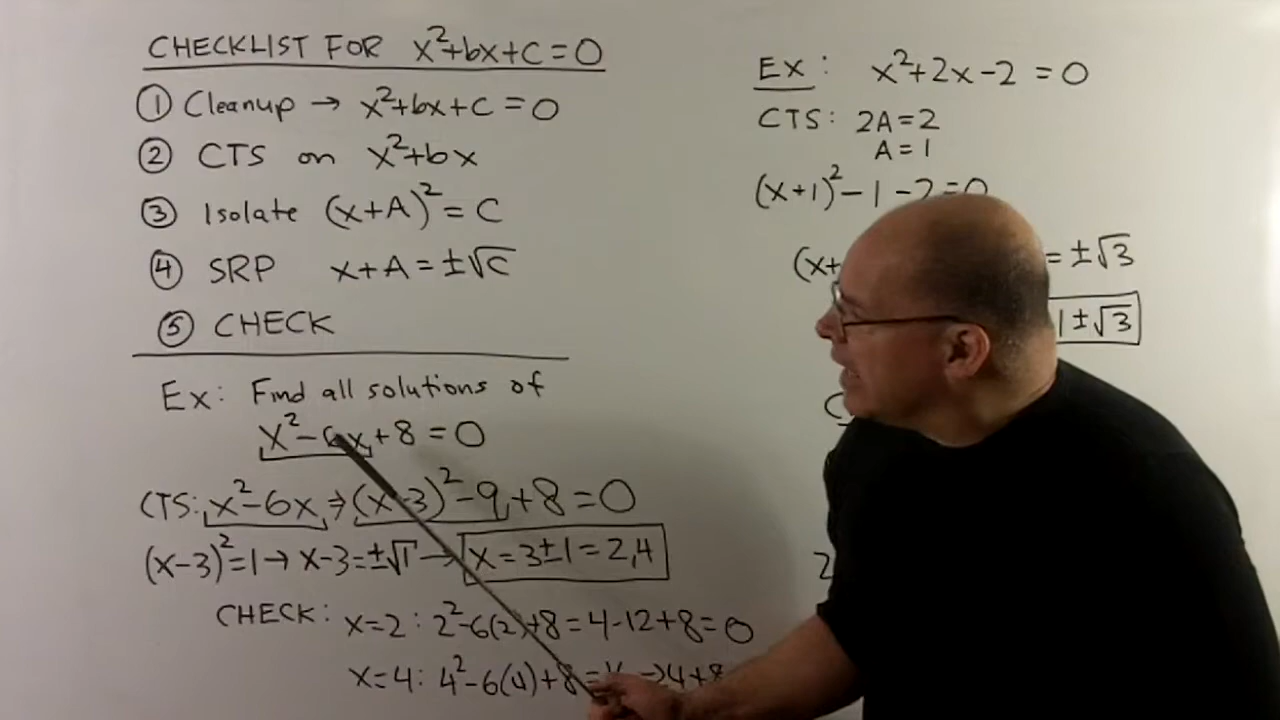 CHECKLIST FOR x²+bx+c=0
① Cleanup → x²+bx+c=0
② CTS on x²+bx
③ Isolate (x+A)²=C
④ SRP x+A=±√C
⑤ CHECK
Ex: Find all solutions of
x²-6x+8=0
CTS: x²-6x ⇒ (x-3)²-9+8=0
(x-3)²=1→x-3=±√1→x=3±1=2,4
CHECK: x=2: 2²-6(2)+8=4-12+8=0
x=4: 4²-6(4)+8=
Ex: x²+2x-2=0
CTS: 2A=2
A=1
(x+1)²-1-2=0
(x+ =±√3
1±√3
2